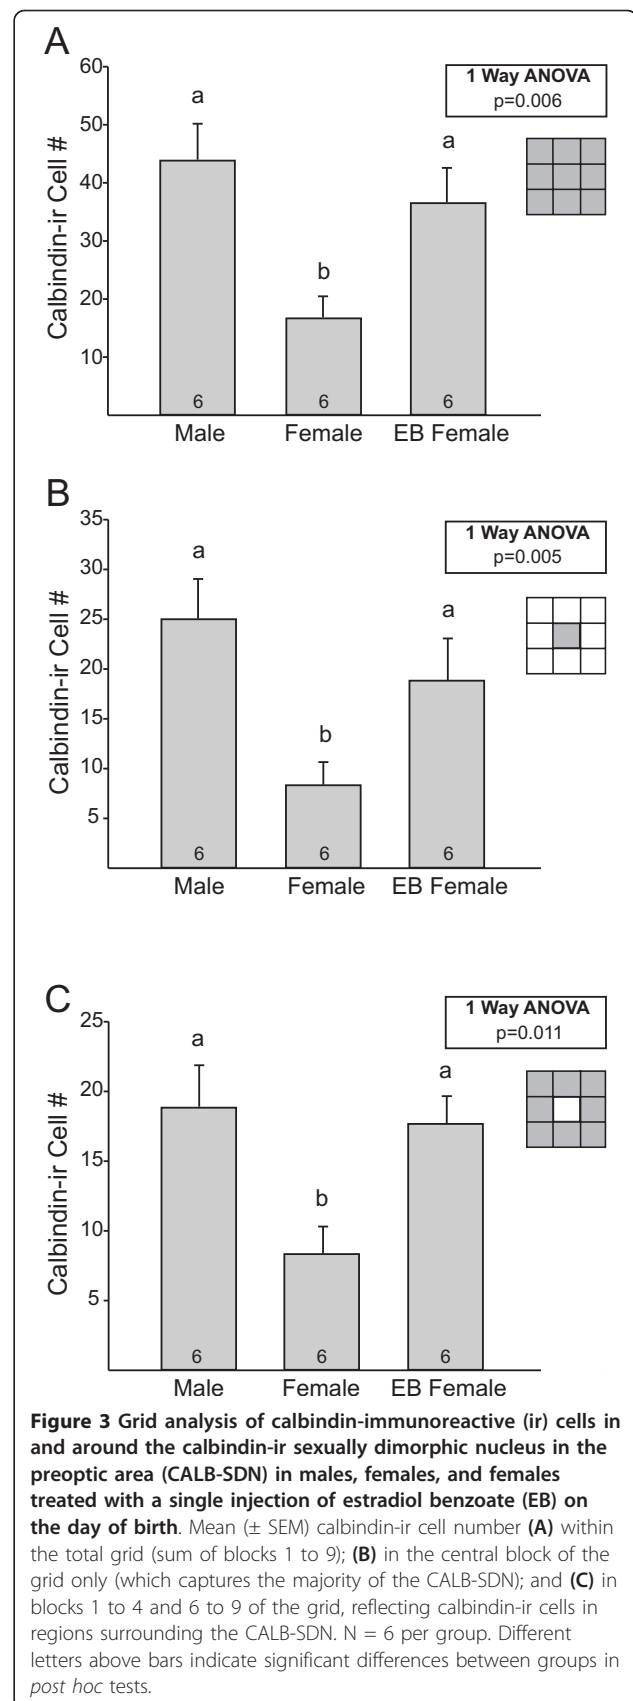 A
1 Way ANOVA
p=0.006
Calbindin-ir Cell #
60
50
40
30
20
10
a
b
a
6
6
6
Male Female EB Female
B
1 Way ANOVA
p=0.005
Calbindin-ir Cell #
35
30
25
20
15
10
5
a
b
a
6
6
6
Male Female EB Female
C
1 Way ANOVA
p=0.011
Calbindin-ir Cell #
25
20
15
10
5
a
b
a
6
6
6
Male Female EB Female
Figure 3 Grid analysis of calbindin-immunoreactive (ir) cells in
and around the calbindin-ir sexually dimorphic nucleus in the
preoptic area (CALB-SDN) in males, females, and females
treated with a single injection of estradiol benzoate (EB) on
the day of birth. Mean (± SEM) calbindin-ir cell number (A) within
the total grid (sum of blocks 1 to 9); (B) in the central block of the
grid only (which captures the majority of the CALB-SDN); and (C) in
blocks 1 to 4 and 6 to 9 of the grid, reflecting calbindin-ir cells in
regions surrounding the CALB-SDN. N = 6 per group. Different
letters above bars indicate significant differences between groups in
post hoc tests.